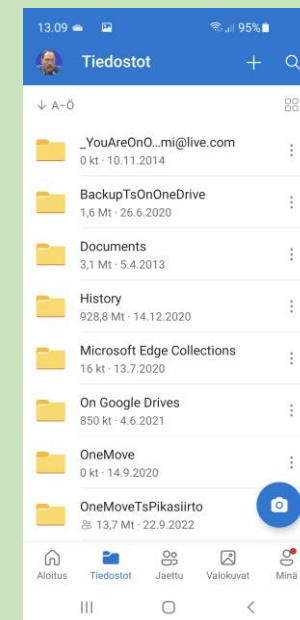 13.09
95%
Tiedostot
A-Ö
_YouAreOnO...mi@live.com
0 kt · 10.11.2014
BackupTsOnOneDrive
1,6 Mt · 26.6.2020
Documents
3,1 Mt · 5.4.2013
History
928,8 Mt · 14.12.2020
Microsoft Edge Collections
16 kt · 13.7.2020
On Google Drives
850 kt · 4.6.2021
OneMove
0 kt · 14.9.2020
OneMoveTsPikasiirto
13,7 Mt · 22.9.2022
Aloitus Tiedostot Jaettu Valokuvat Minä